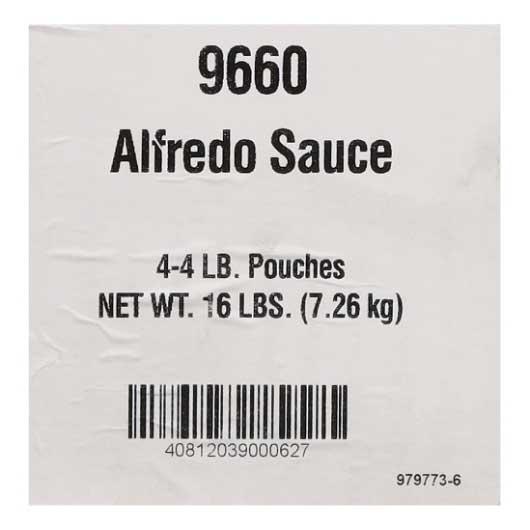 9660
Alfredo Sauce
4-4 LB. Pouches
NET WT. 16 LBS. (7.26 kg)
40812039000627
979773-6